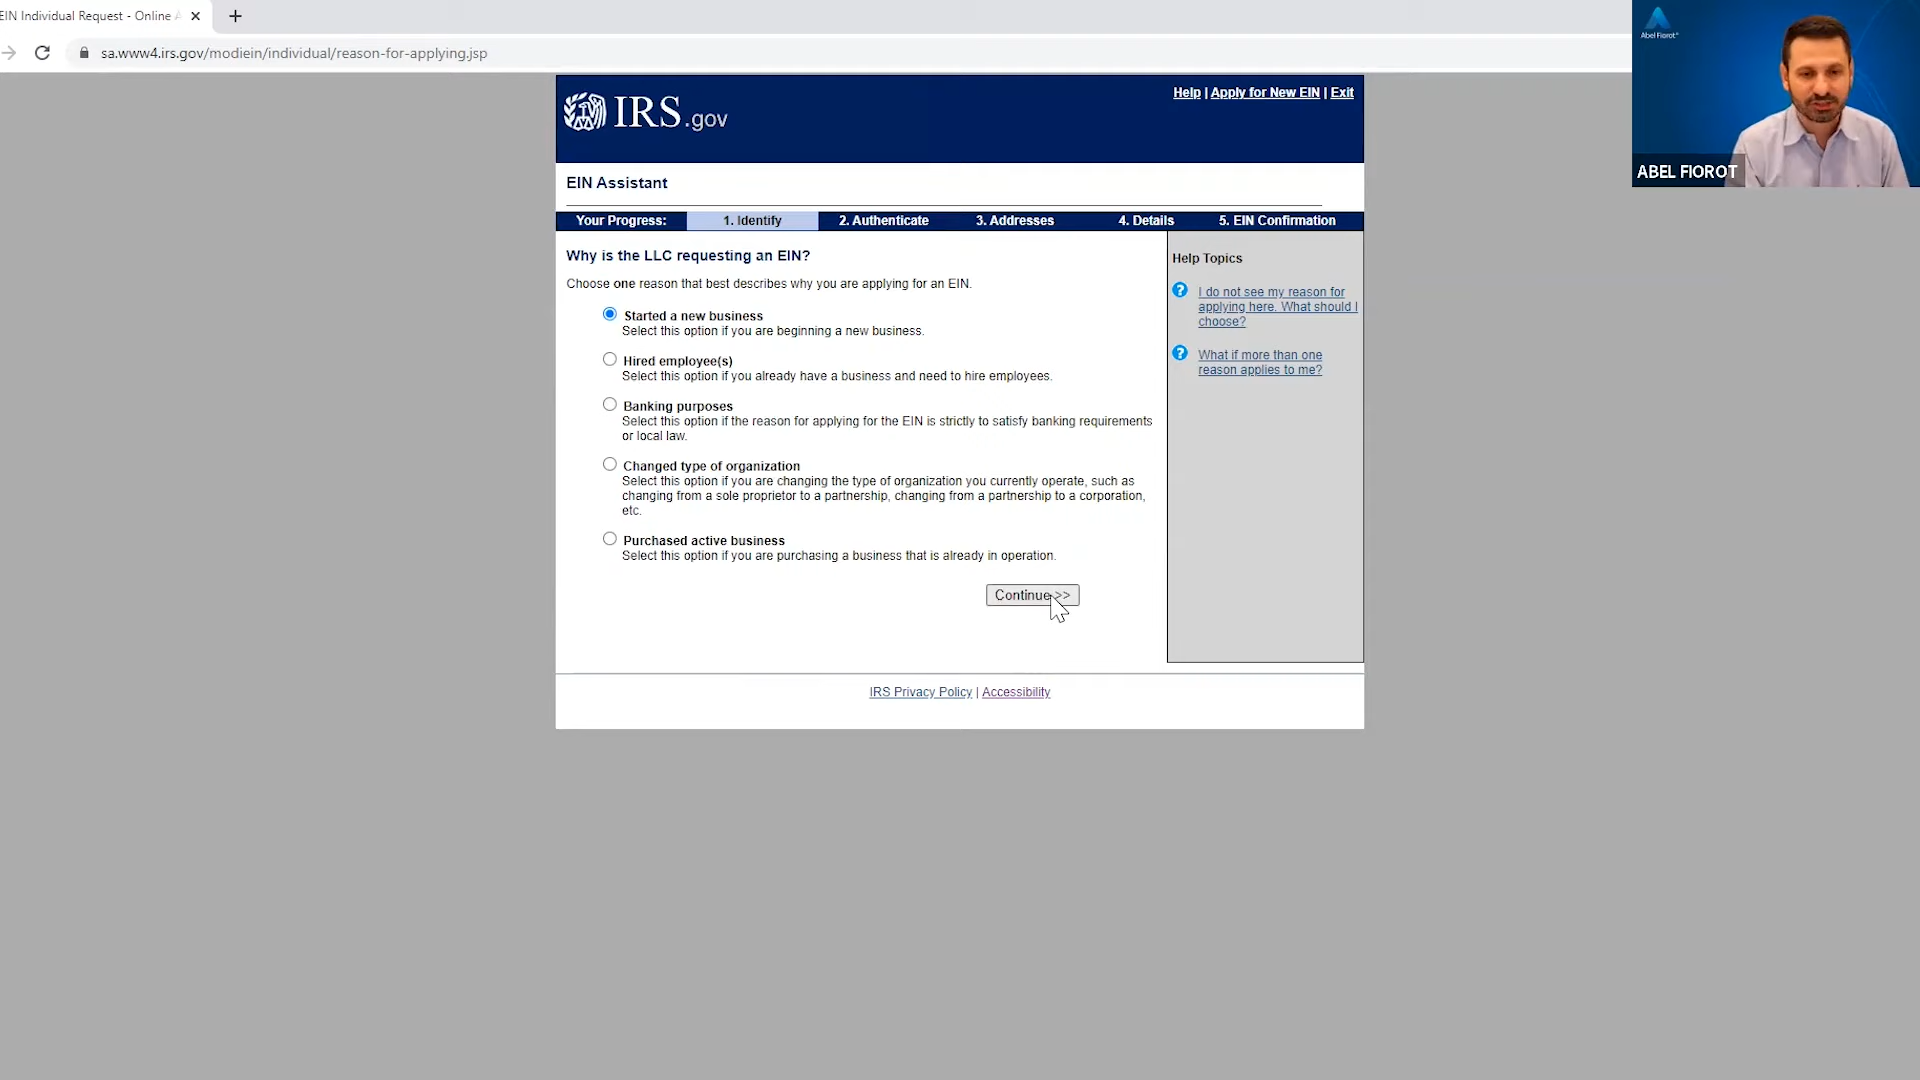 EIN Individual Request - Online
sa.www4.irs.gov/modiein/individual/reason-for-applying.jsp
Abel Fiorot
ABEL FIOROT
IRS.gov
Help | Apply for New EIN | Exit
EIN Assistant
Your Progress: 1. Identify 2. Authenticate 3. Addresses 4. Details 5. EIN Confirmation
Why is the LLC requesting an EIN?
Choose one reason that best describes why you are applying for an EIN.
Started a new business
Select this option if you are beginning a new business.
Hired employee(s)
Select this option if you already have a business and need to hire employees.
Banking purposes
Select this option if the reason for applying for the EIN is strictly to satisfy banking requirements
or local law.
Changed type of organization
Select this option if you are changing the type of organization you currently operate, such as
changing from a sole proprietor to a partnership, changing from a partnership to a corporation,
etc.
Purchased active business
Select this option if you are purchasing a business that is already in operation.
Continue >>
Help Topics
I do not see my reason for
applying here. What should I
choose?
What if more than one
reason applies to me?
IRS Privacy Policy | Accessibility